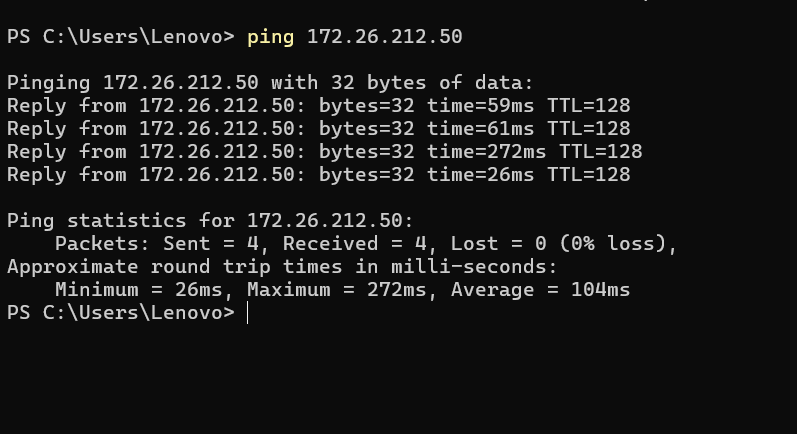 PS C:\Users\Lenovo> ping 172.26.212.50
Pinging 172.26.212.50 with 32 bytes of data:
Reply from 172.26.212.50: bytes=32 time=59ms TTL=128
Reply from 172.26.212.50: bytes=32 time=61ms TTL=128
Reply from 172.26.212.50: bytes=32 time=272ms TTL=128
Reply from 172.26.212.50: bytes=32 time=26ms TTL=128
Ping statistics for 172.26.212.50:
    Packets: Sent = 4, Received = 4, Lost = 0 (0% loss),
Approximate round trip times in milli-seconds:
    Minimum = 26ms, Maximum = 272ms, Average = 104ms
PS C:\Users\Lenovo>